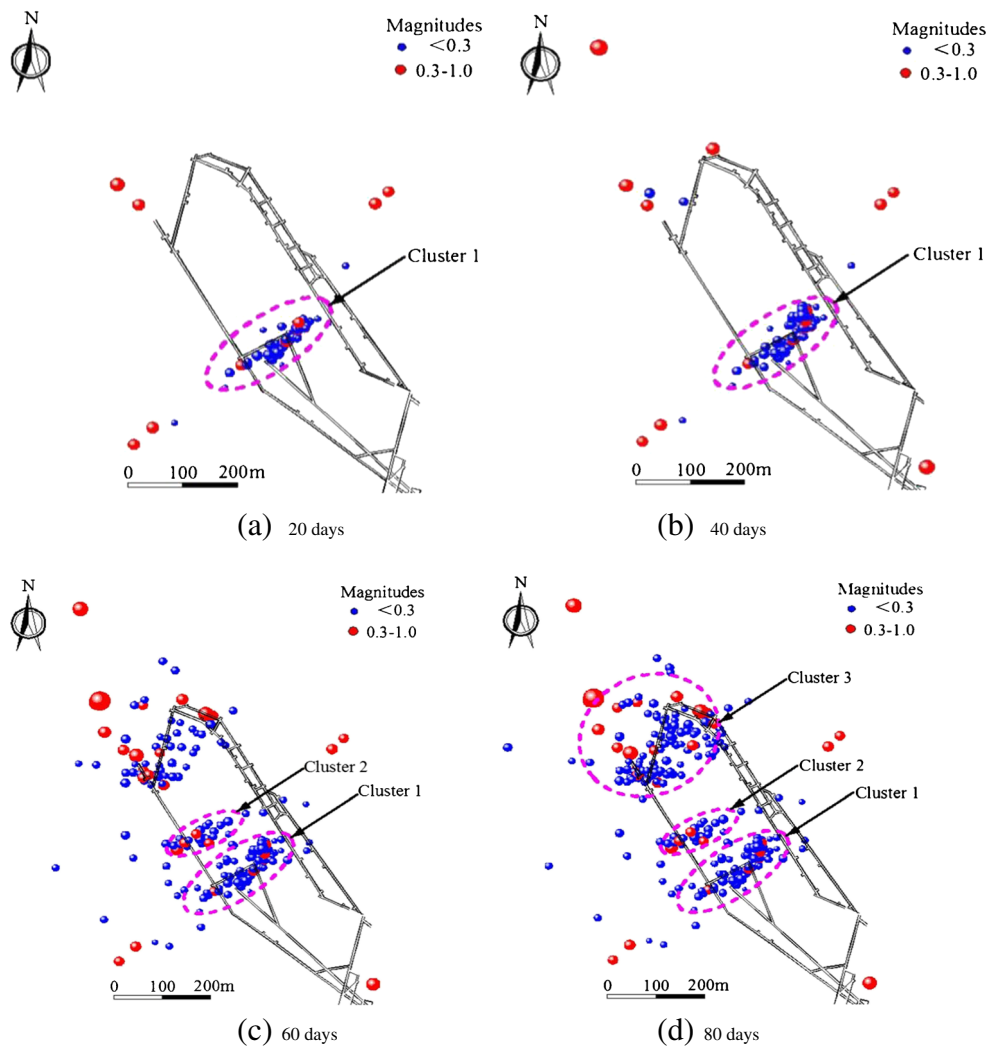 N
Magnitudes
<0.3
0.3-1.0
Cluster 1
0 100 200m
(a) 20 days
N
Magnitudes
<0.3
0.3-1.0
Cluster 1
0 100 200m
(b) 40 days
N
Magnitudes
<0.3
0.3-1.0
Cluster 2
Cluster 1
0 100 200m
(c) 60 days
N
Magnitudes
<0.3
0.3-1.0
Cluster 3
Cluster 2
Cluster 1
0 100 200m
(d) 80 days